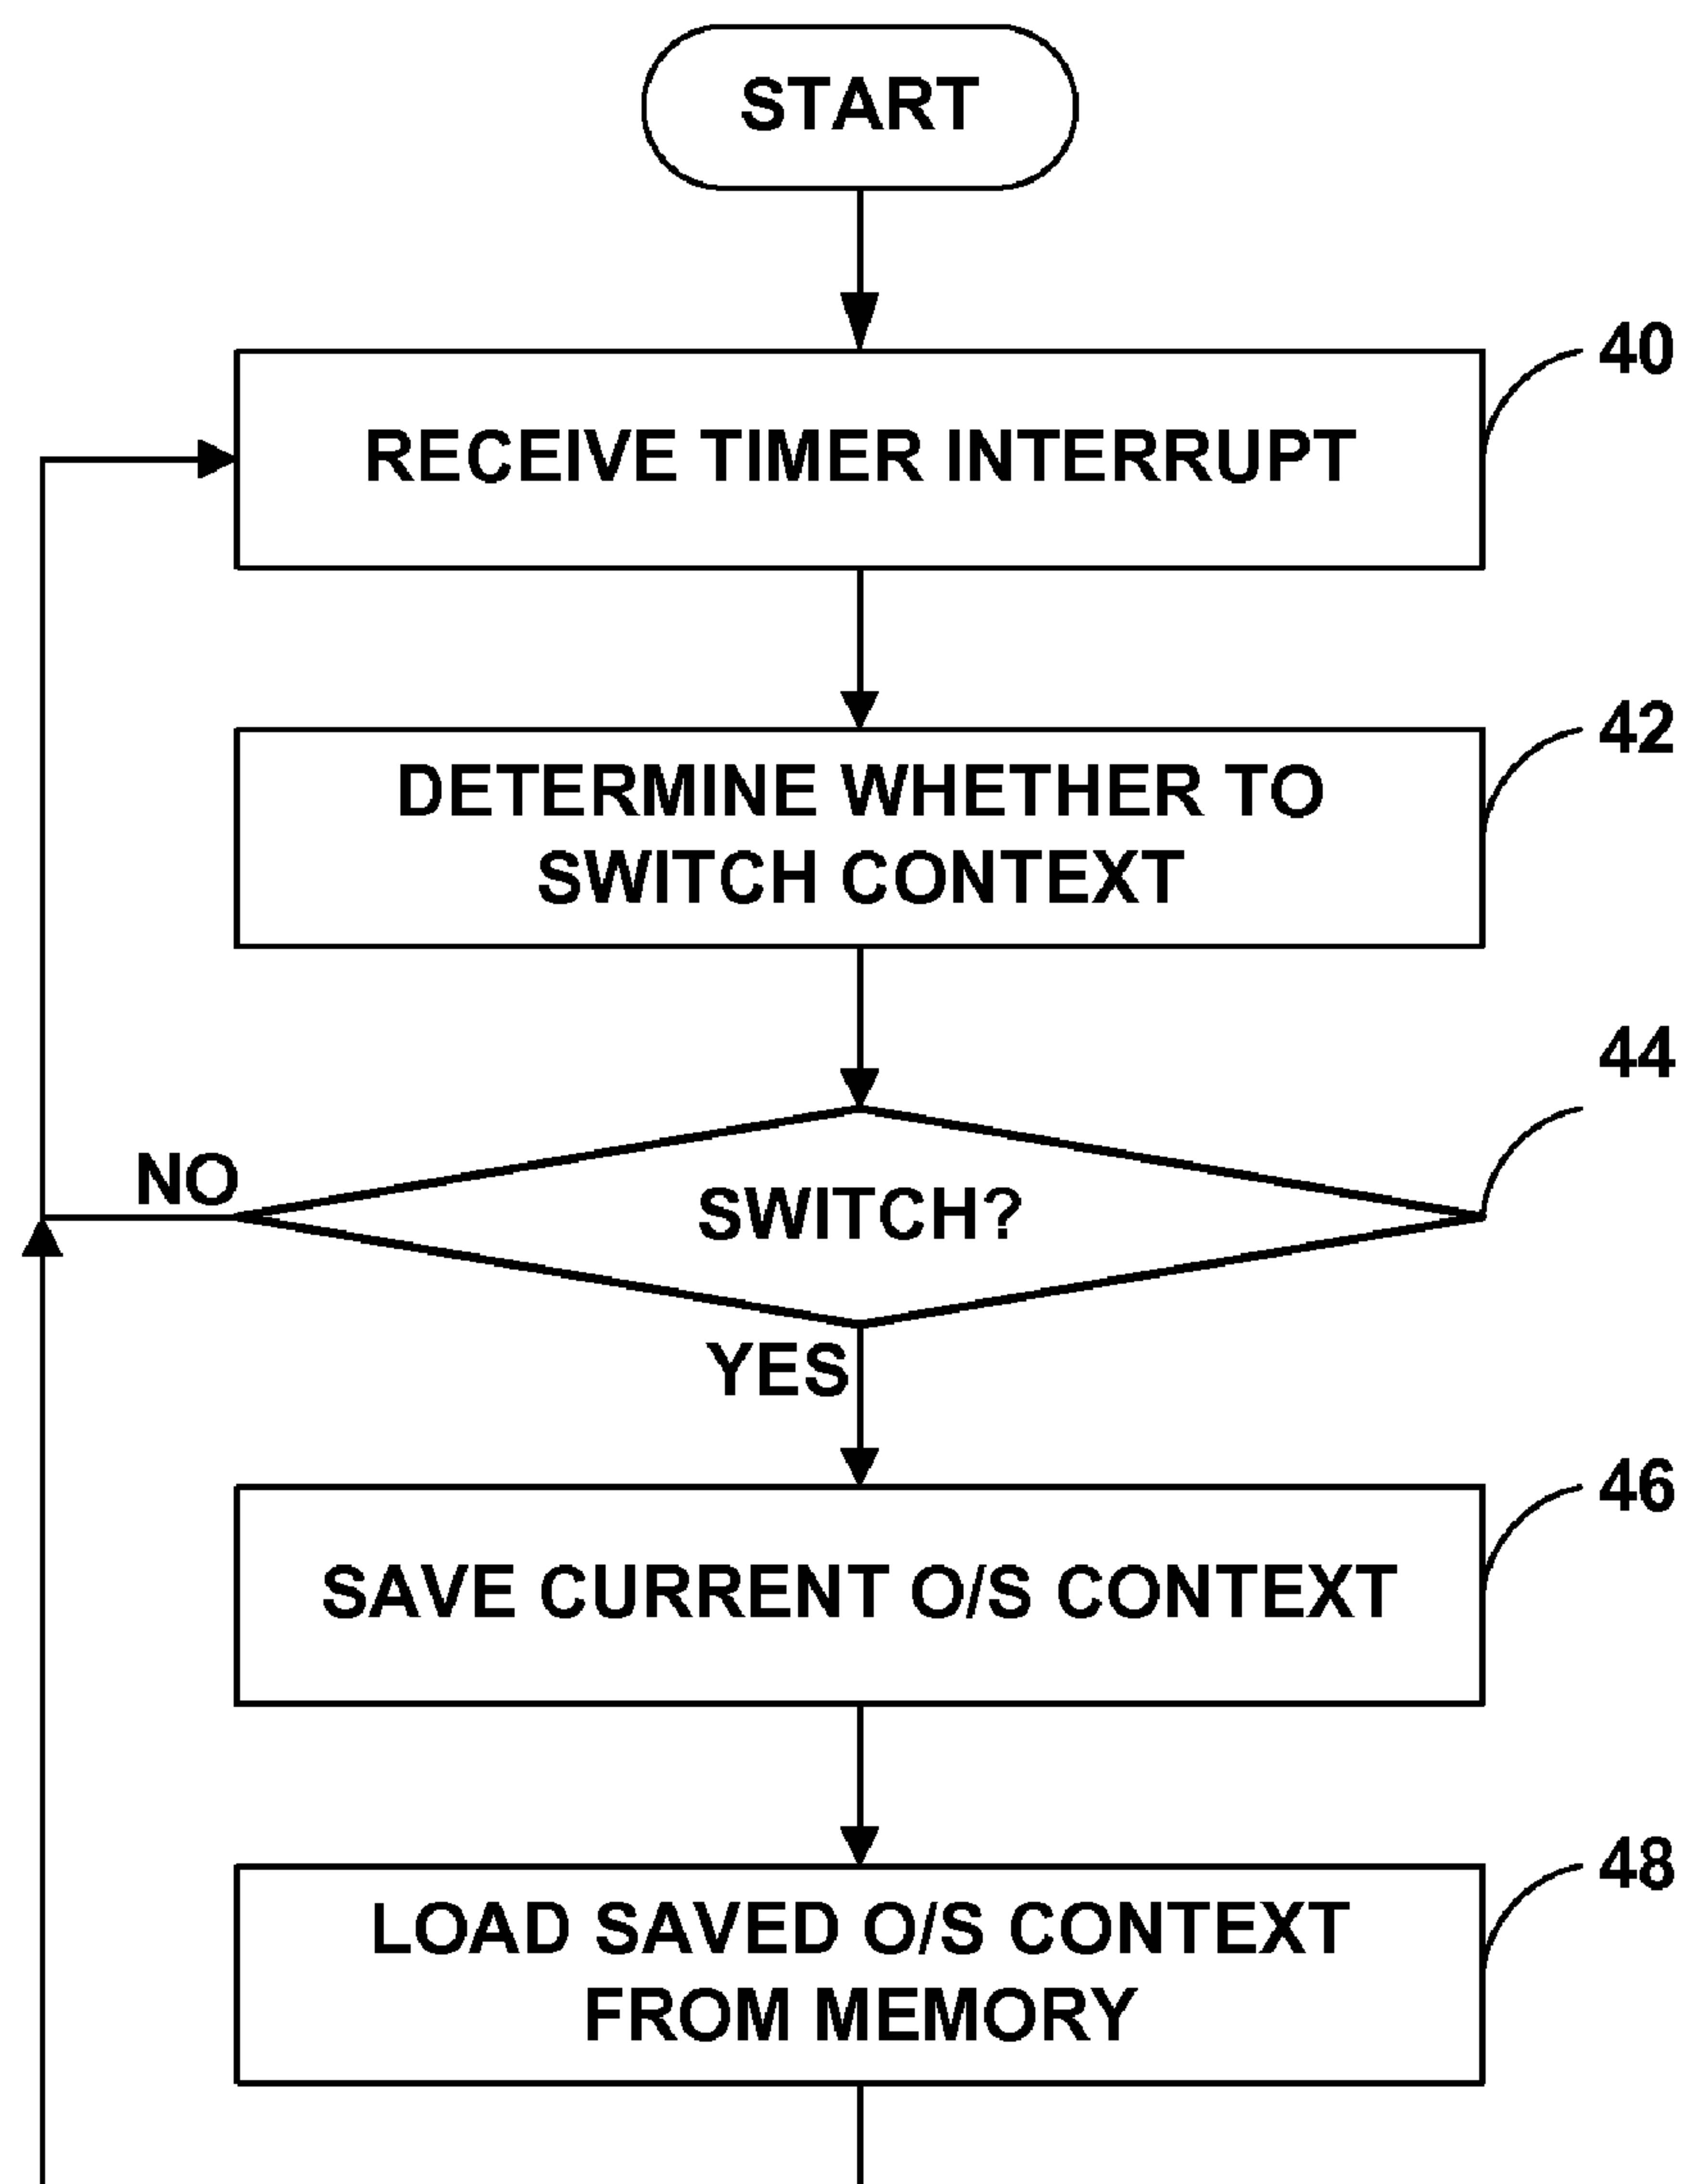 START
RECEIVE TIMER INTERRUPT
40
DETERMINE WHETHER TO
SWITCH CONTEXT
42
44
NO
SWITCH?
YES
SAVE CURRENT O/S CONTEXT
46
LOAD SAVED O/S CONTEXT
FROM MEMORY
48